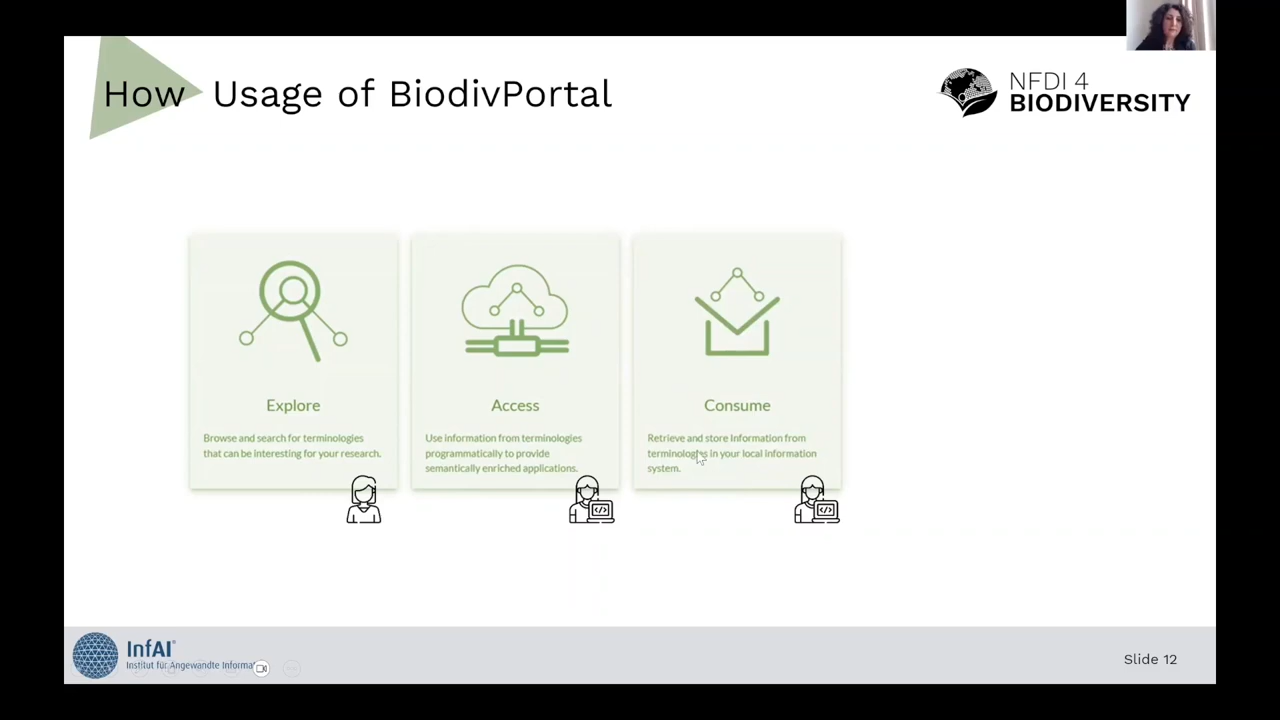 How Usage of BiodivPortal
NFDI 4
BIODIVERSITY
Explore
Browse and search for terminologies
that can be interesting for your research.
Access
Use information from terminologies
programmatically to provide
semantically enriched applications.
Consume
Retrieve and store Information from
terminologies in your local information
system.
InfAI®
Institut für Angewandte
Slide 12